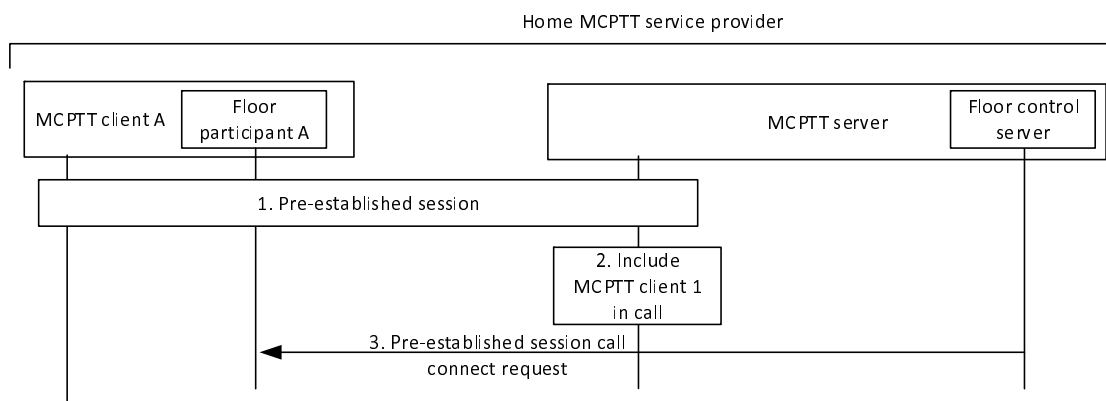 Home MCPTT service provider
MCPTT client A
Floor
participant A
MCPTT server
Floor control
server
1. Pre-established session
2. Include
MCPTT client 1
in call
3. Pre-established session call
connect request